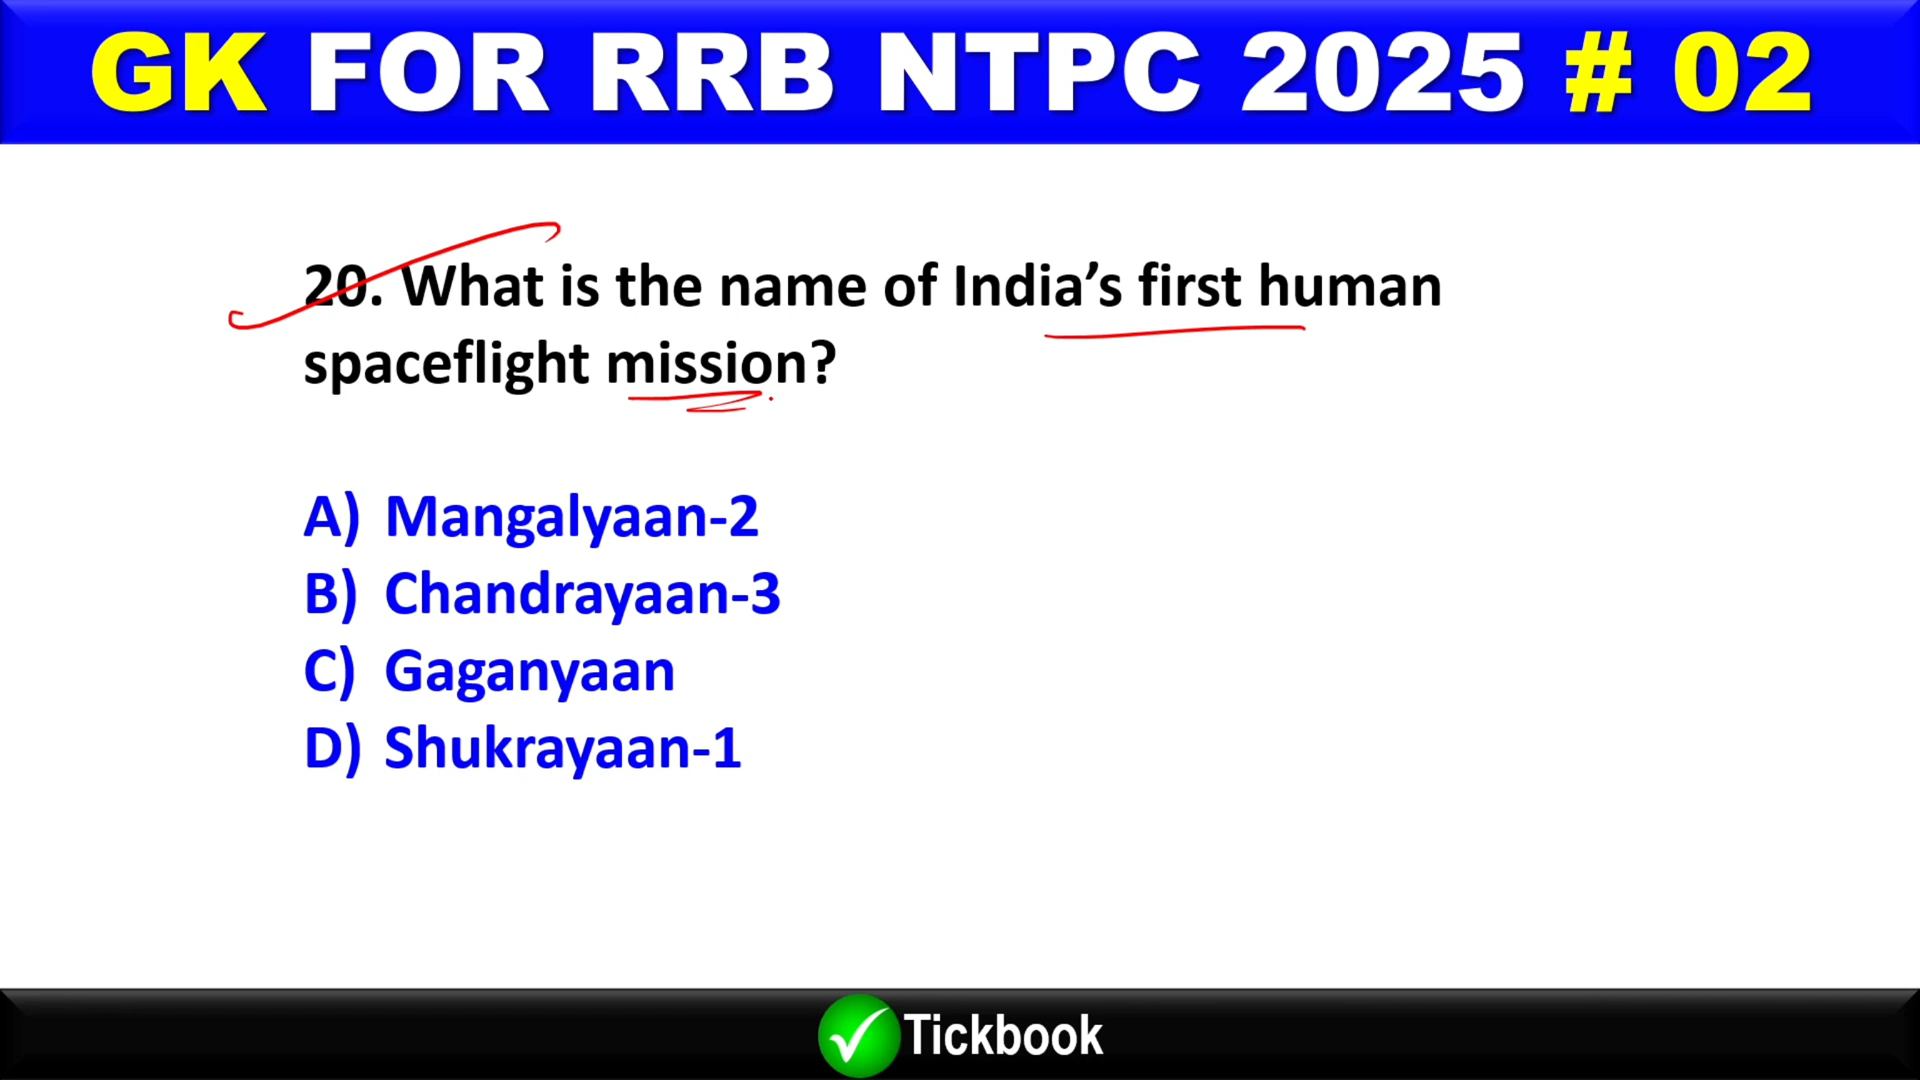 GK FOR RRB NTPC 2025 # 02
20. What is the name of India’s first human
spaceflight mission?
A) Mangalyaan-2
B) Chandrayaan-3
C) Gaganyaan
D) Shukrayaan-1
Tickbook